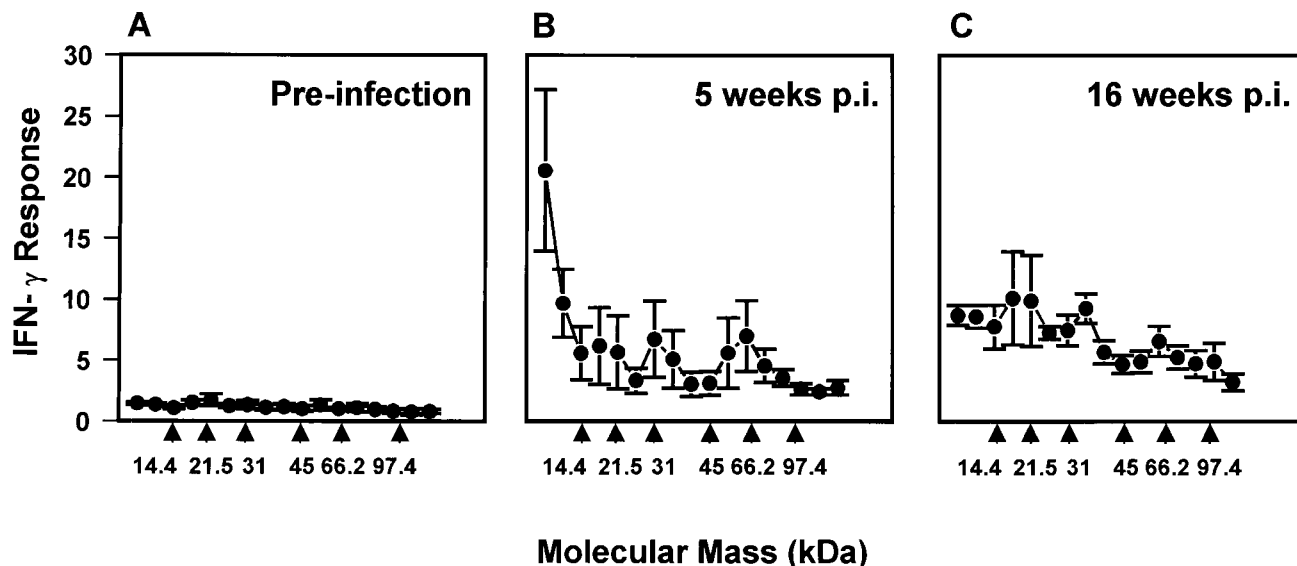 A B C
30
25
20
15
10
5
0
IFN- γ Response
Pre-infection
5 weeks p.i.
16 weeks p.i.
14.4 21.5 31 45 66.2 97.4
14.4 21.5 31 45 66.2 97.4
14.4 21.5 31 45 66.2 97.4
Molecular Mass (kDa)